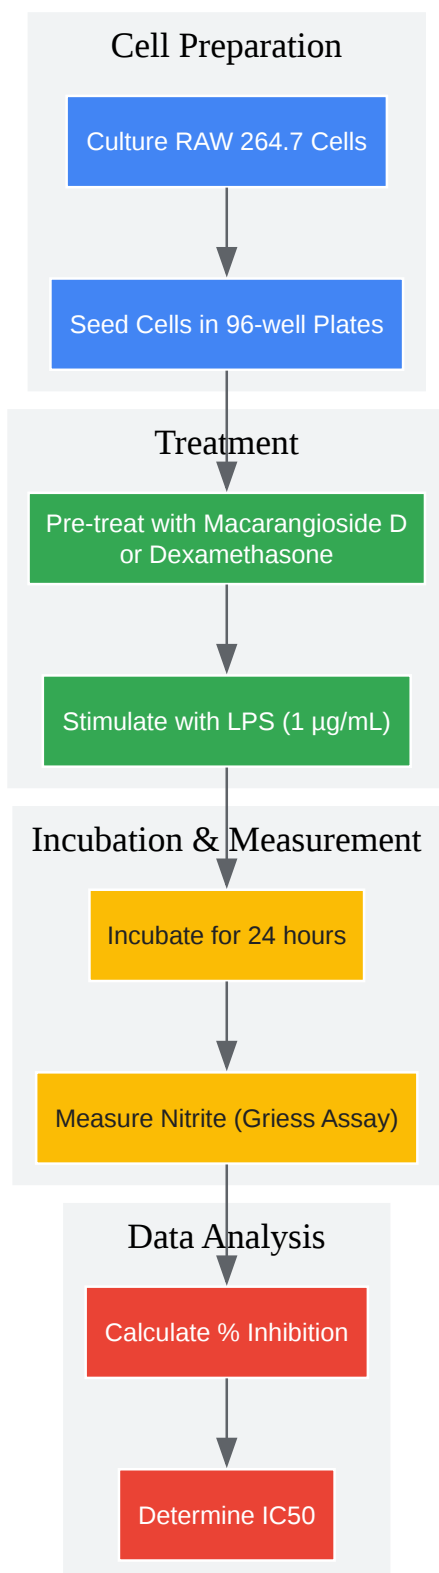 Cell Preparation
Culture RAW 264.7 Cells
Seed Cells in 96-well Plates
Treatment
Pre-treat with Macarangioside D
or Dexamethasone
Stimulate with LPS (1 µg/mL)
Incubation & Measurement
Incubate for 24 hours
Measure Nitrite (Griess Assay)
Data Analysis
Calculate % Inhibition
Determine IC50